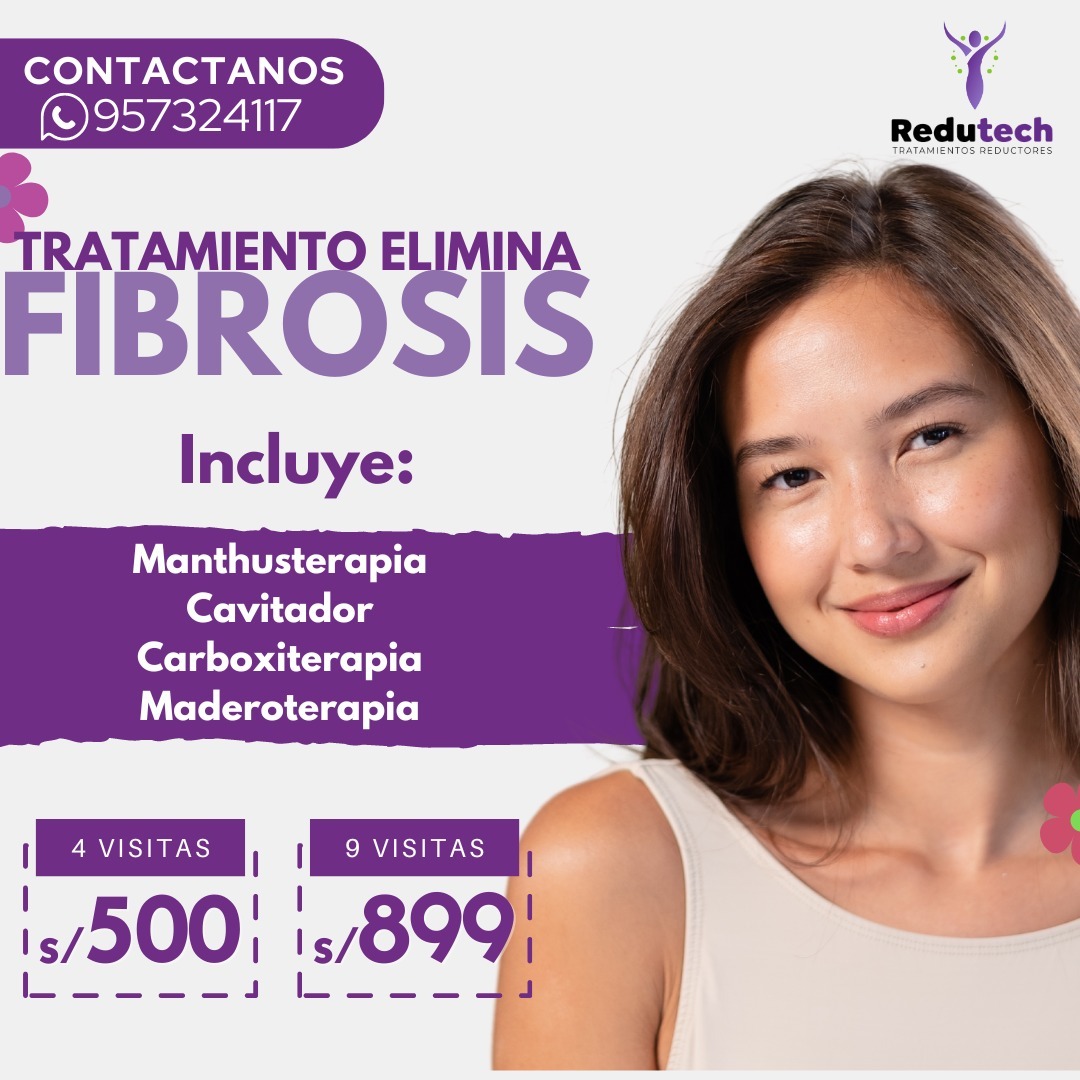 CONTACTANOS
957324117
Redutech
TRATAMIENTOS REDUCTORES
TRATAMIENTO ELIMINA
FIBROSIS
Incluye:
Manthusterapia
Cavitador
Carboxiterapia
Maderoterapia
4 VISITAS
s/500
9 VISITAS
s/899